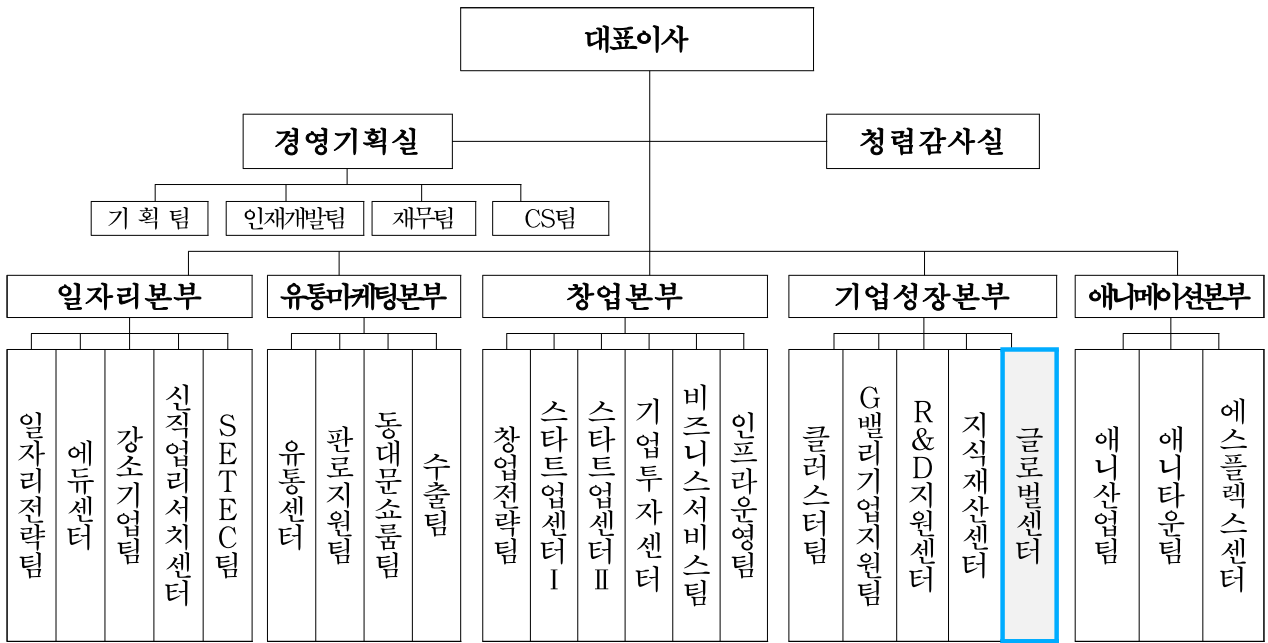 대표이사
경영기획실
청렴감사실
기 획 팀
인재개발팀
재무팀
CS팀
일자리본부
유통마케팅본부
창업본부
기업성장본부
애니메이션본부
일자리전략팀
에듀센터
강소기업팀
신직업리서치센터
SETEC팀
유통센터
판로지원팀
동대문쇼룸팀
수출팀
창업전략팀
스타트업센터Ⅰ
스타트업센터Ⅱ
기업투자센터
비즈니스서비스팀
인프라운영팀
클러스터팀
G밸리기업지원팀
R&D지원센터
지식재산센터
글로벌센터
애니산업팀
애니타운팀
에스플렉스센터